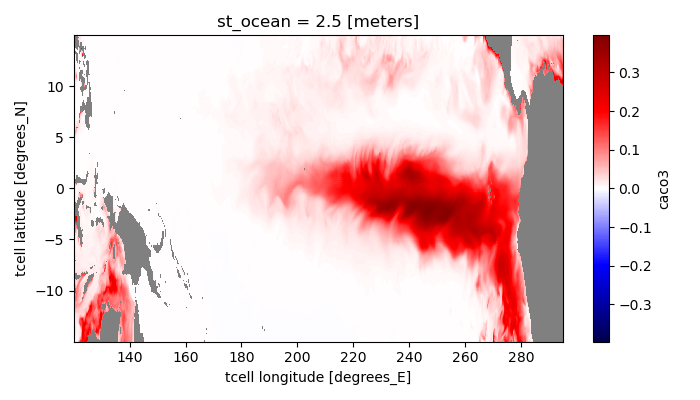 st_ocean = 2.5 [meters]
10
5
0
−5
−10
tcell latitude [degrees_N]
140 160 180 200 220 240 260 280
tcell longitude [degrees_E]
0.3
0.2
0.1
0.0
−0.1
−0.2
−0.3
caco3